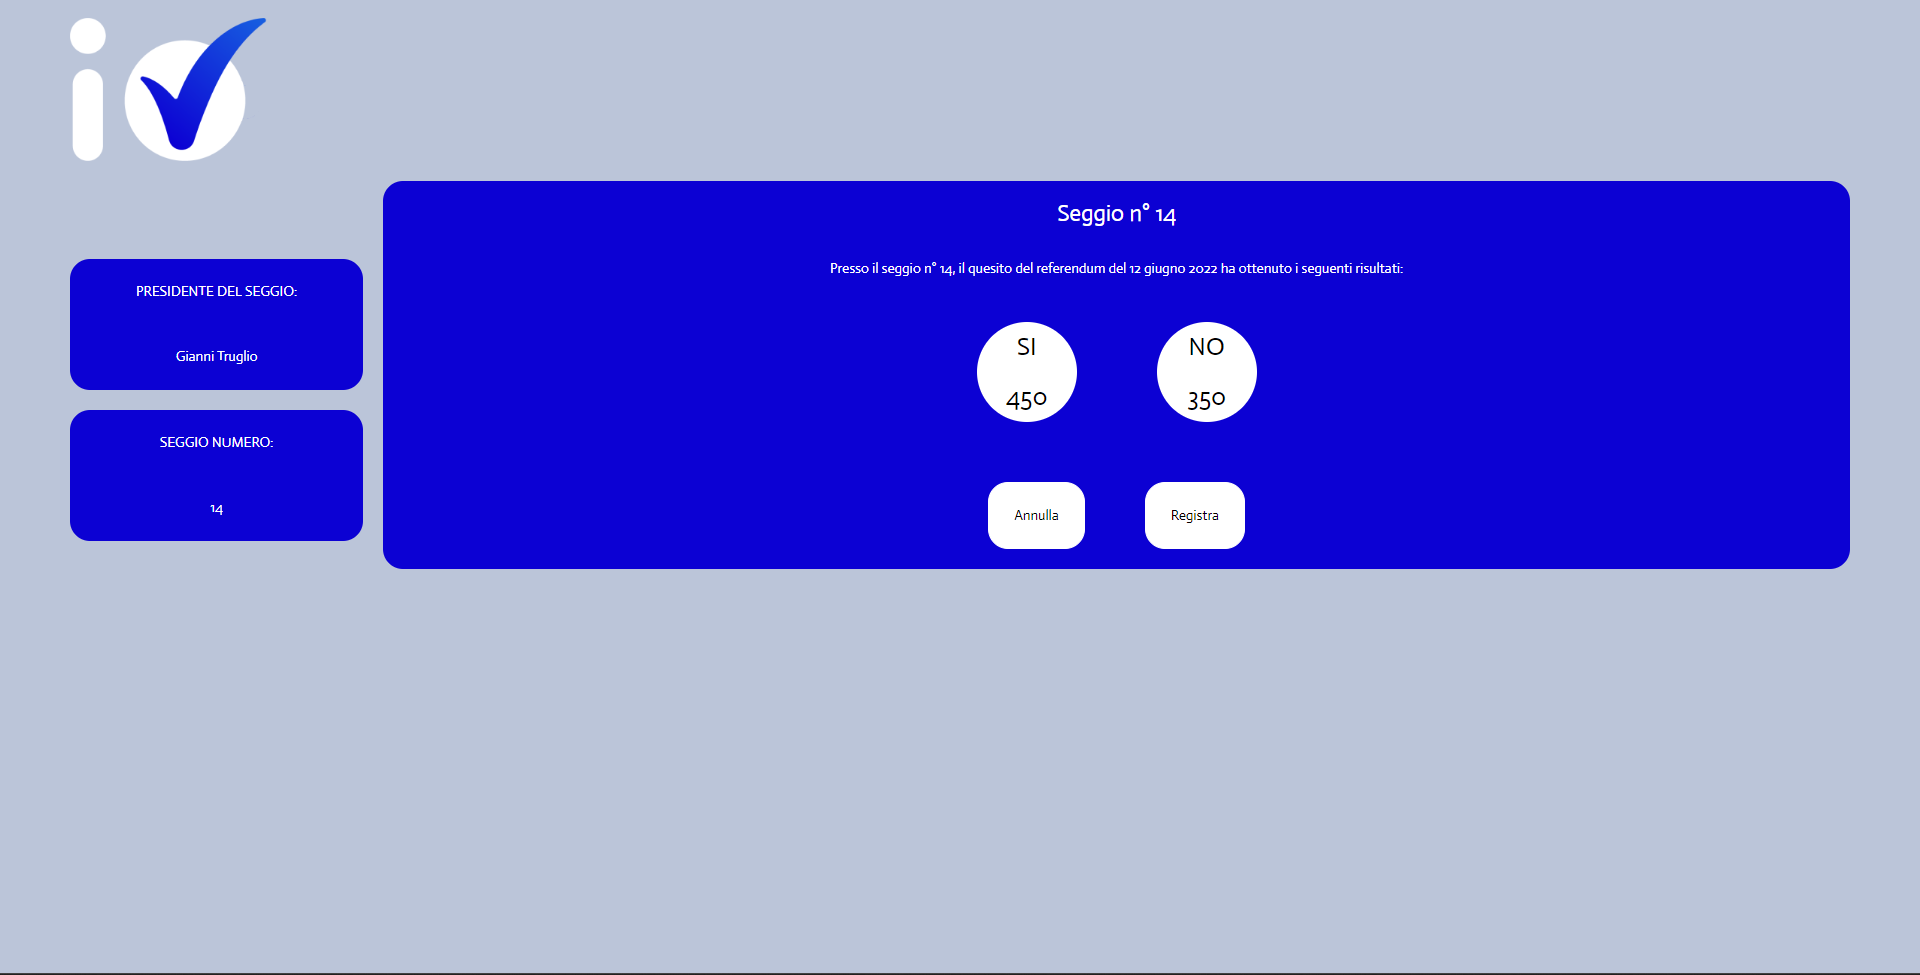 io
PRESIDENTE DEL SEGGIO:
Gianni Truglio
SEGGIO NUMERO:
14
Seggio n° 14
Presso il seggio n° 14, il quesito del referendum del 12 giugno 2022 ha ottenuto i seguenti risultati:
SI
450
NO
350
Annulla
Registra